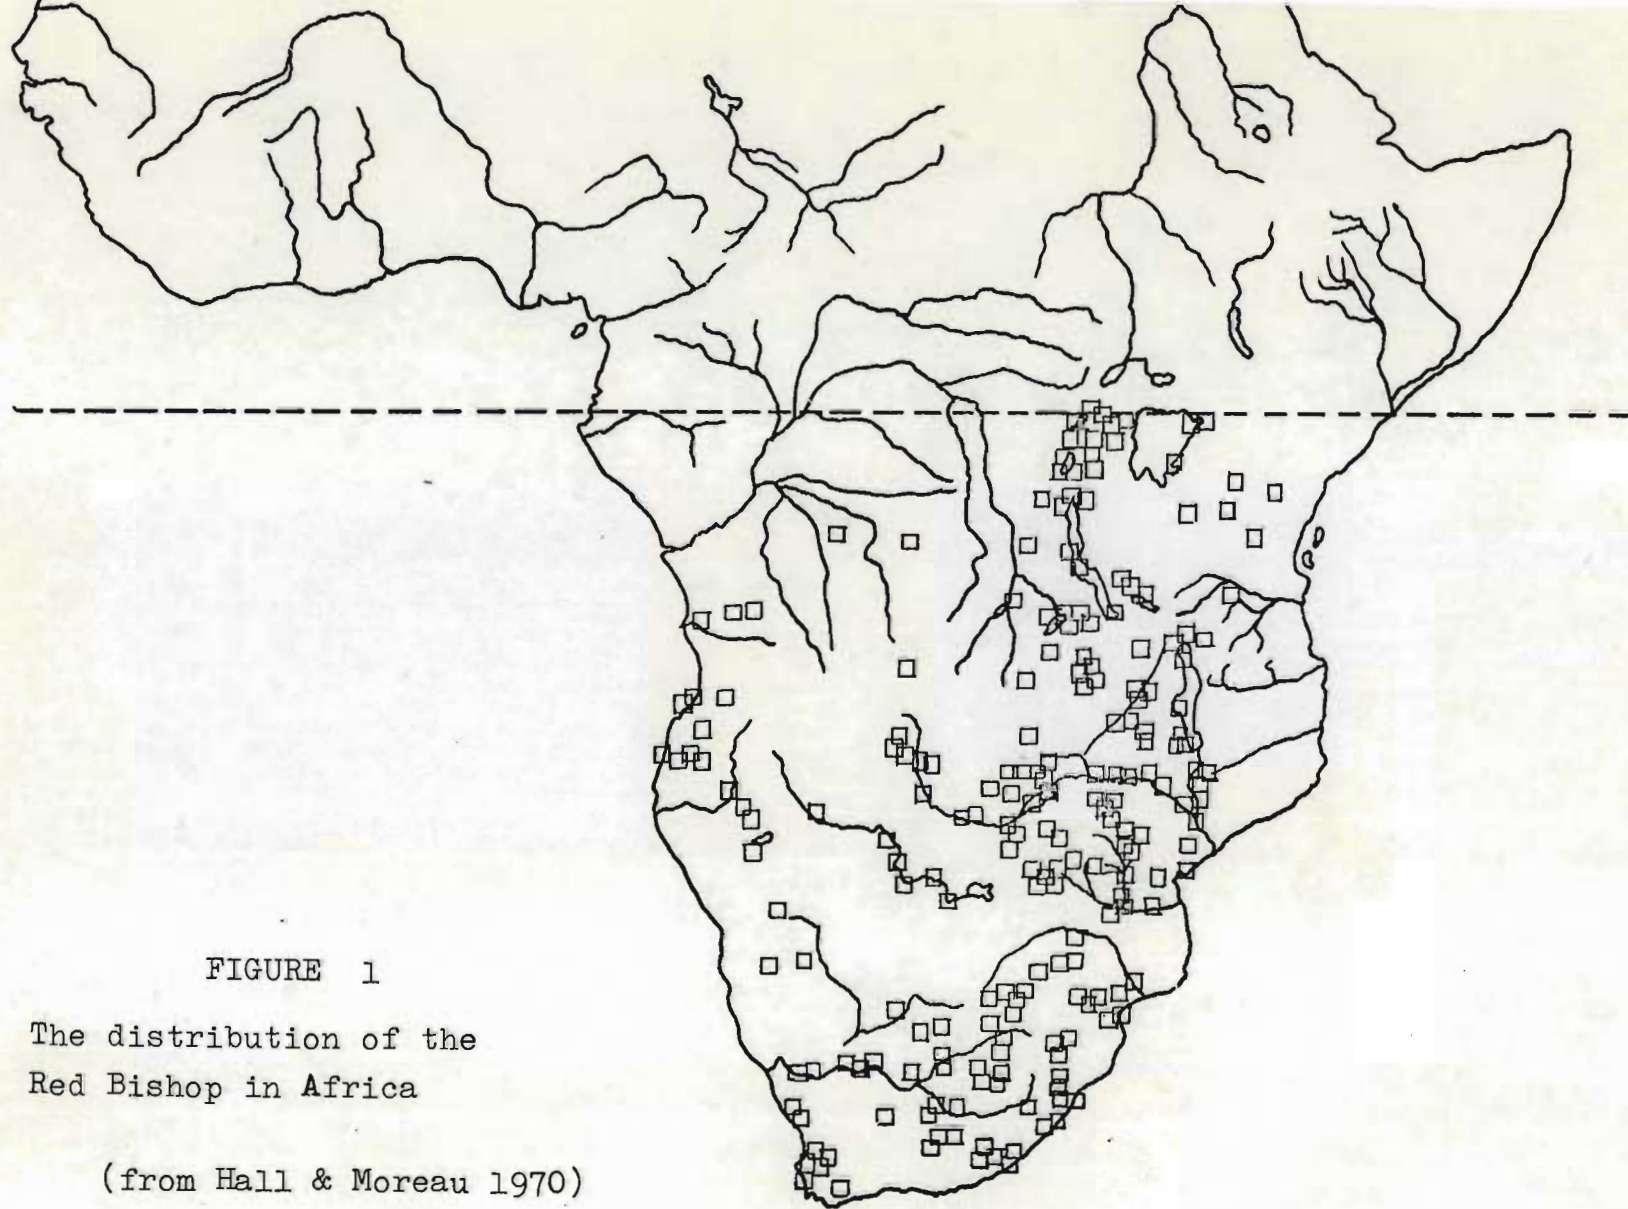 FIGURE 1
The distribution of the
Red Bishop in Africa
(from Hall & Moreau 1970)